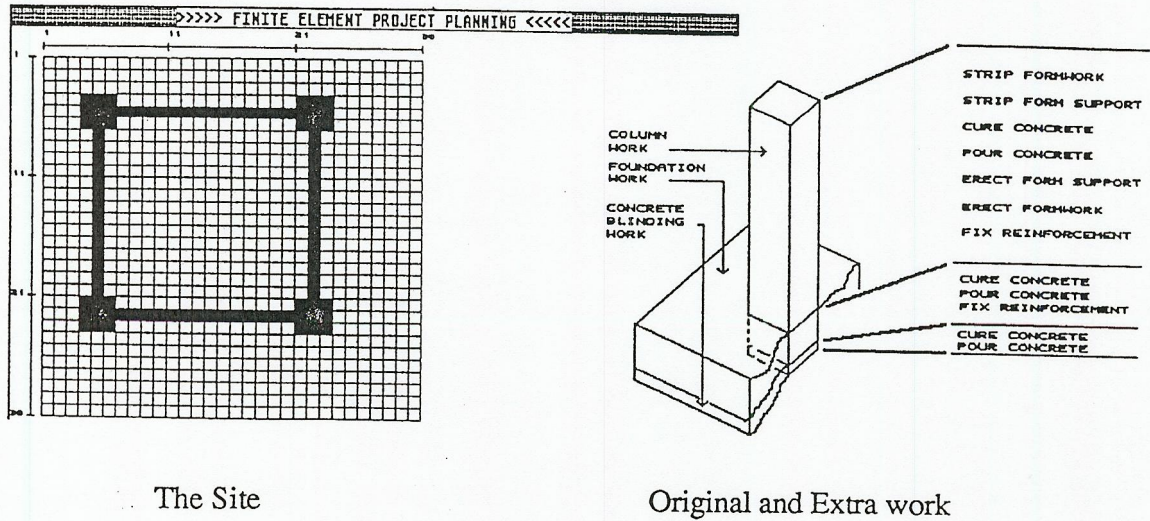 >>>>> FINITE ELEMENT PROJECT PLANNING <<<<<
1 11 21 30
1
11
21
30
COLUMN
WORK
FOUNDATION
WORK
CONCRETE
BLINDING
WORK
STRIP FORMWORK
STRIP FORM SUPPORT
CURE CONCRETE
POUR CONCRETE
ERECT FORM SUPPORT
ERECT FORMWORK
FIX REINFORCEMENT
CURE CONCRETE
POUR CONCRETE
FIX REINFORCEMENT
CURE CONCRETE
POUR CONCRETE
The Site
Original and Extra work